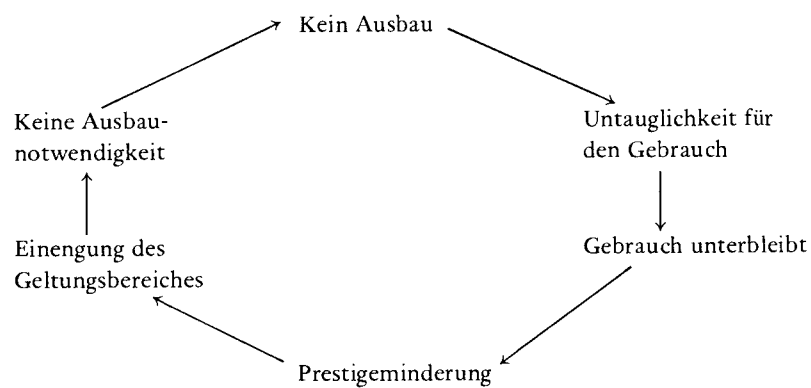 Kein Ausbau
Keine Ausbau-
notwendigkeit
Untauglichkeit für
den Gebrauch
Einengung des
Geltungsbereiches
Gebrauch unterbleibt
Prestigeminderung